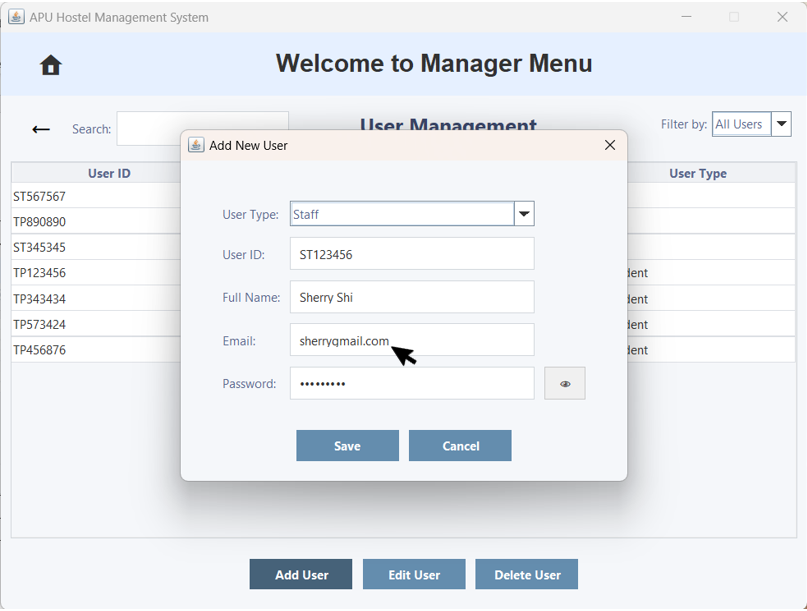 APU Hostel Management System
Welcome to Manager Menu
Search:
User Management
Filter by: All Users
User ID
User Type
ST567567
TP890890
ST345345
TP123456
TP343434
TP573424
TP456876
dent
dent
dent
dent
Add New User
User Type: Staff
User ID: ST123456
Full Name: Sherry Shi
Email: sherrygmail.com
Password: •••••••••
Save Cancel
Add User Edit User Delete User